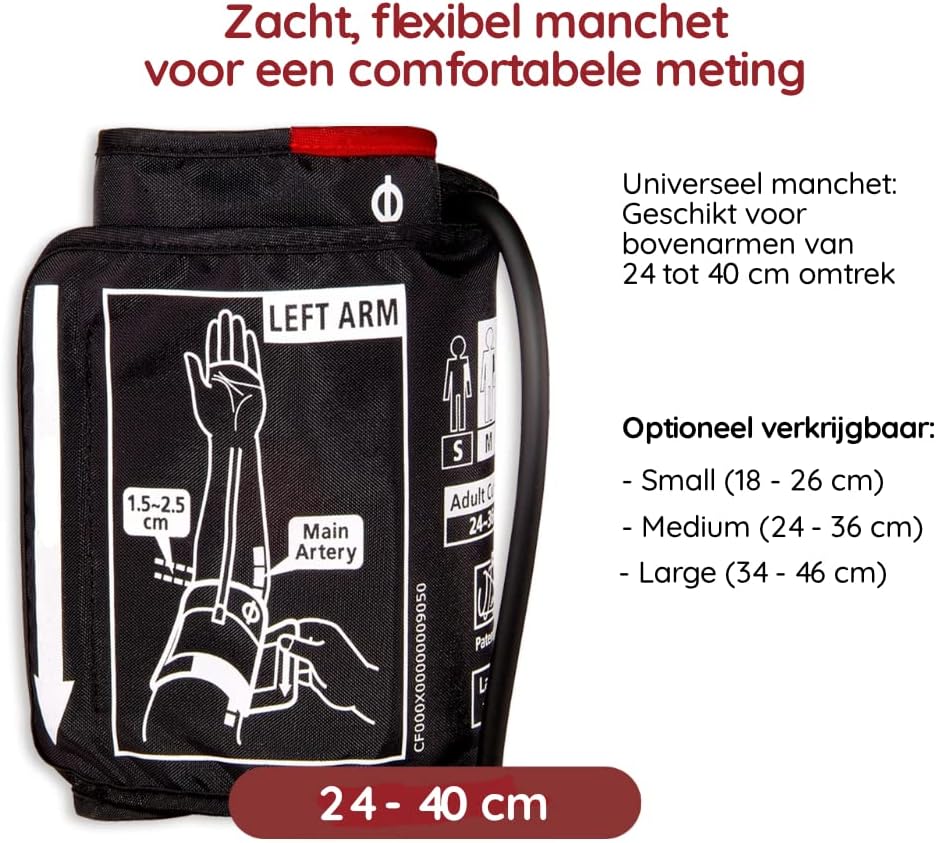 Zacht, flexibel manchet
voor een comfortabele meting
Universeel manchet:
Geschikt voor
bovenarmen van
24 tot 40 cm omtrek
Optioneel verkrijgbaar:
- Small (18 - 26 cm)
- Medium (24 - 36 cm)
- Large (34 - 46 cm)
LEFT ARM
1.5~2.5
cm
Main
Artery
S
M
Adult
CF000X0000000009050
24 - 40 cm